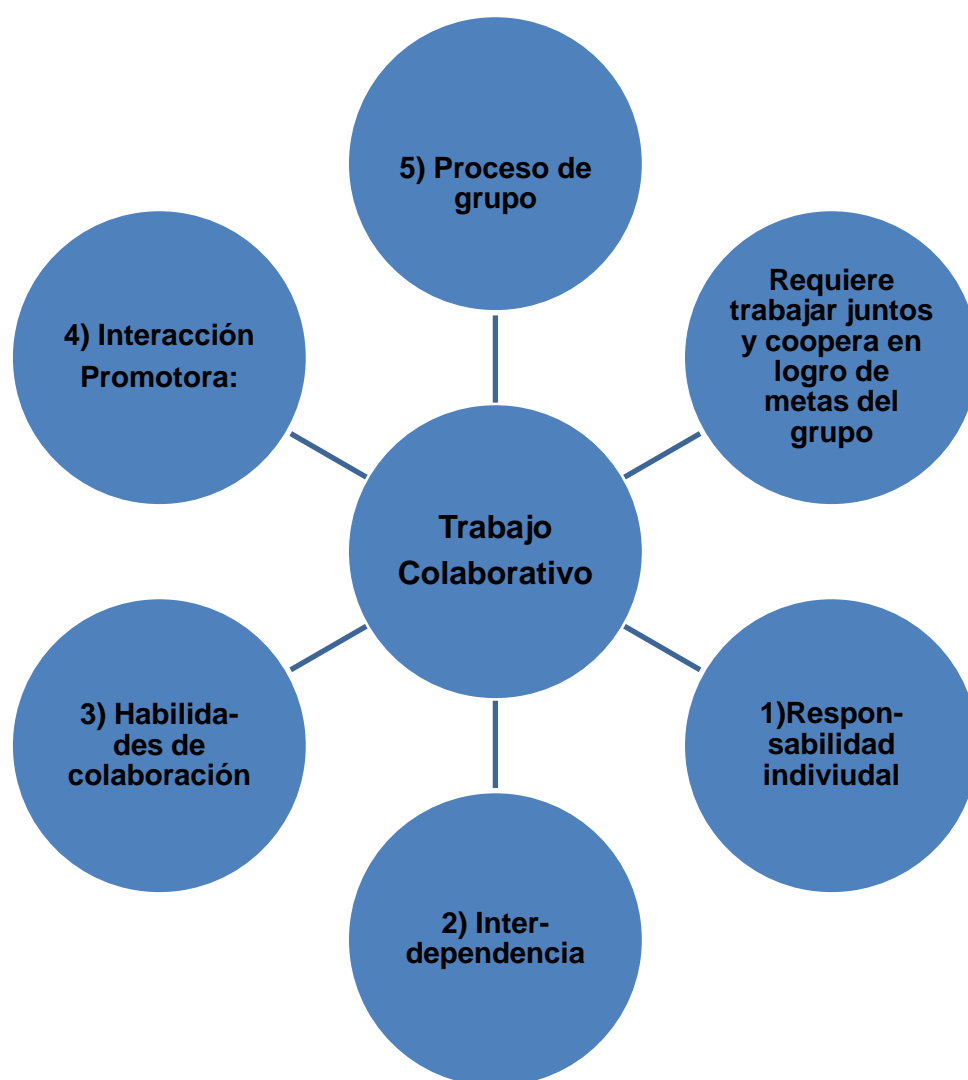 5) Proceso de
grupo
Requiere
trabajar juntos
y coopera en
logro de
metas del
grupo
4) Interacción
Promotora:
Trabajo
Colaborativo
3) Habilida-
des de
colaboración
1)Respon-
sabilidad
indiviudal
2) Inter-
dependencia